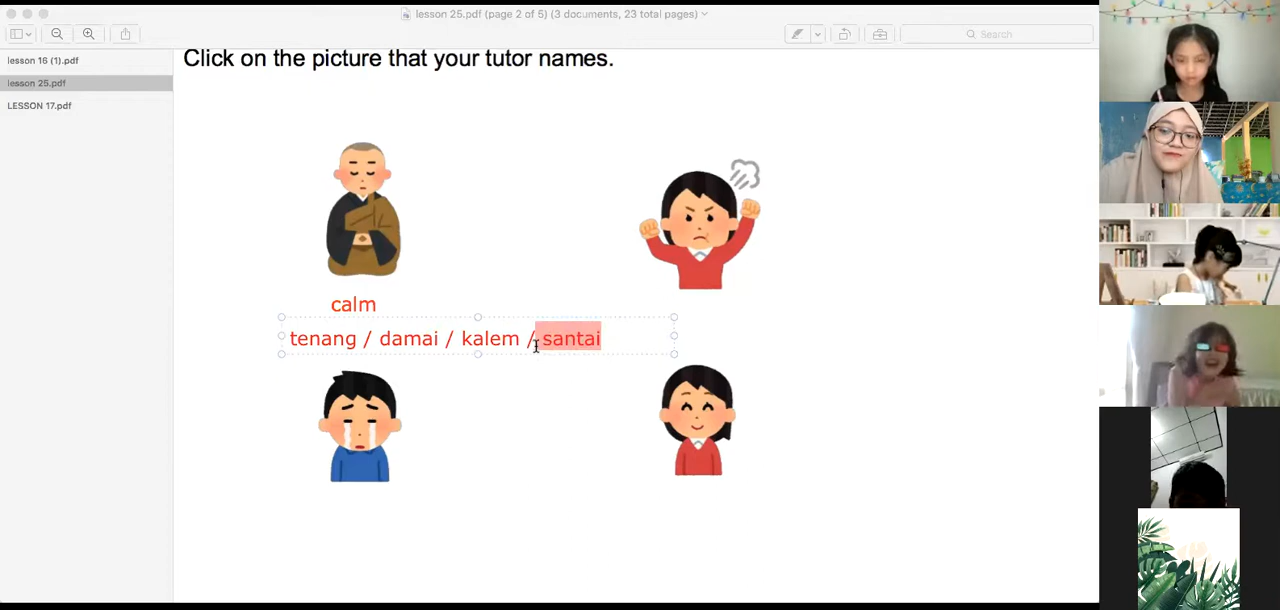 lesson 25.pdf (page 2 of 5) (3 documents, 23 total pages)
Search
lesson 16 (1).pdf
lesson 25.pdf
LESSON 17.pdf
Click on the picture that your tutor names.
calm
tenang / damai / kalem / santai